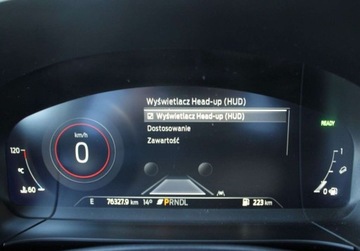 Wyświetlacz Head-up (HUD)
Wyświetlacz Head-up (HUD)
Dostosowanie
Zawartość
READY
km/h
0
120
°C
60
1
0
E 76327.9 km 14° PRNDL 223 km